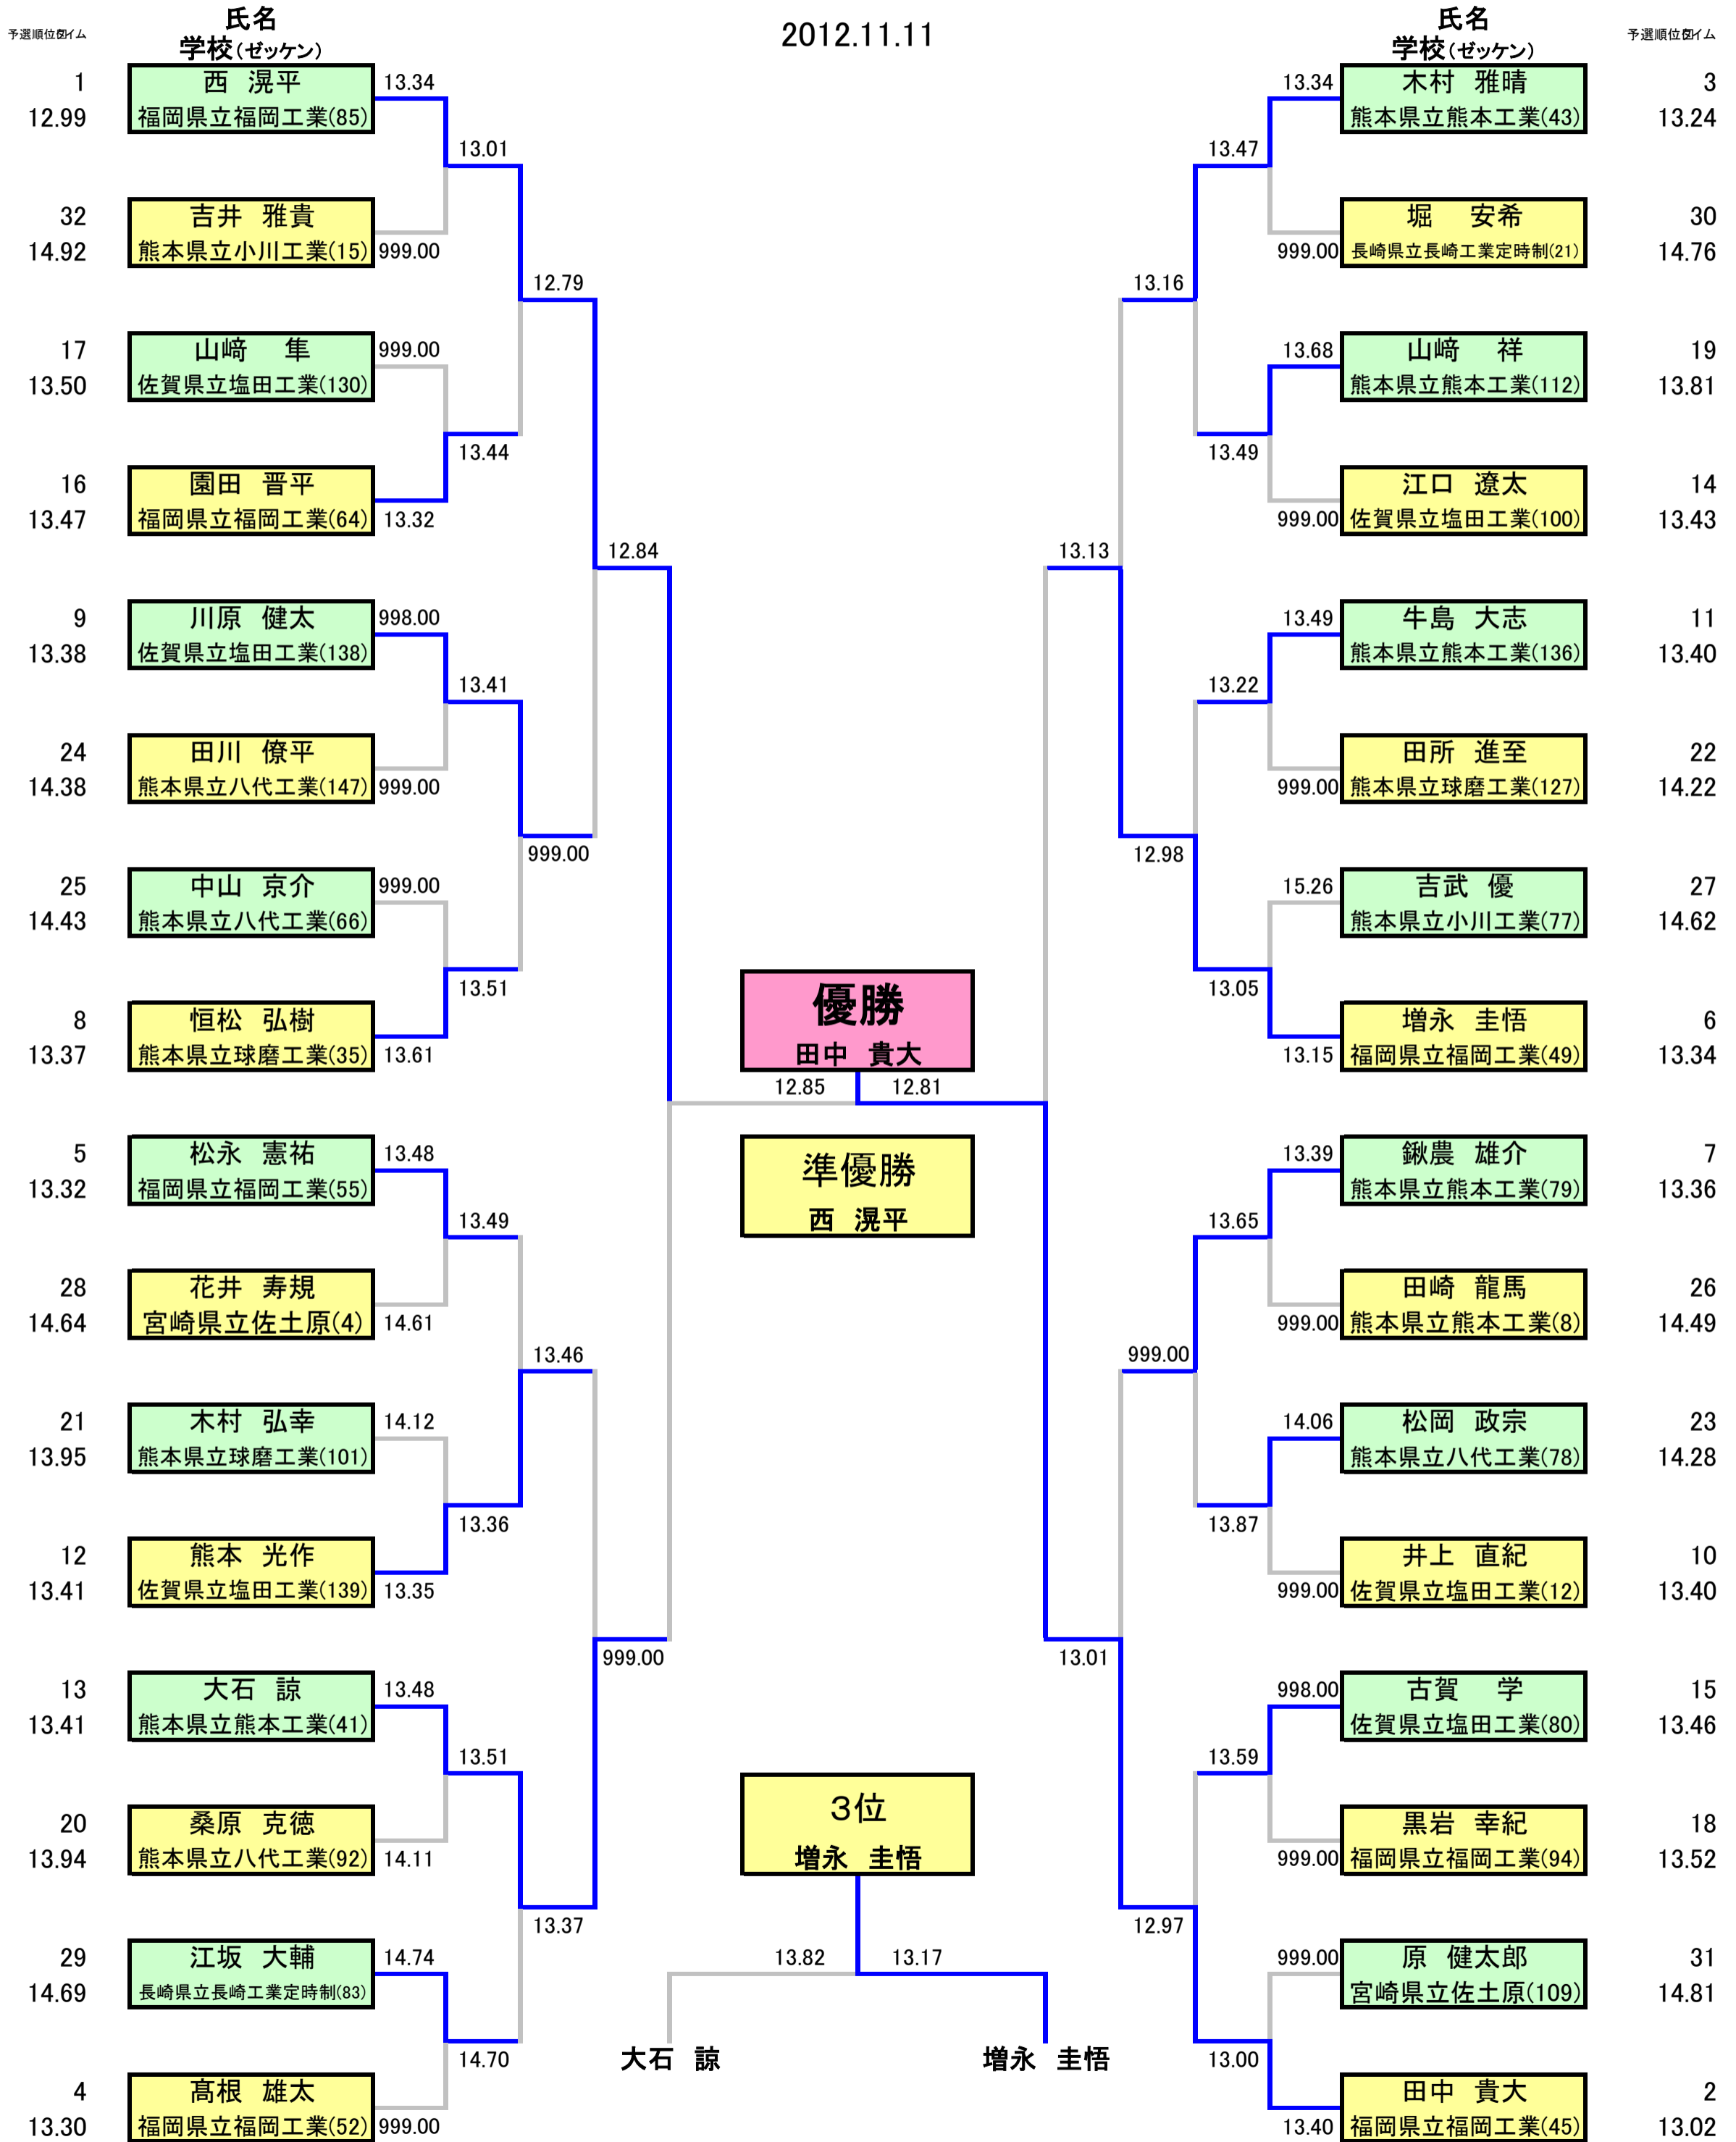 2012.11.11
予選順位 タイム
氏名
学校(ゼッケン)
1
12.99
西 滉平
福岡県立福岡工業(85)
13.34
13.01
32
14.92
吉井 雅貴
熊本県立小川工業(15)
999.00
12.79
17
13.50
山﨑 隼
佐賀県立塩田工業(130)
999.00
13.44
16
13.47
園田 晋平
福岡県立福岡工業(64)
13.32
12.84
9
13.38
川原 健太
佐賀県立塩田工業(138)
998.00
13.41
24
14.38
田川 僚平
熊本県立八代工業(147)
999.00
999.00
25
14.43
中山 京介
熊本県立八代工業(66)
999.00
13.51
8
13.37
恒松 弘樹
熊本県立球磨工業(35)
13.61
5
13.32
松永 憲祐
福岡県立福岡工業(55)
13.48
13.49
28
14.64
花井 寿規
宮崎県立佐土原(4)
14.61
13.46
21
13.95
木村 弘幸
熊本県立球磨工業(101)
14.12
13.36
12
13.41
熊本 光作
佐賀県立塩田工業(139)
13.35
999.00
13
13.41
大石 諒
熊本県立熊本工業(41)
13.48
13.51
20
13.94
桑原 克徳
熊本県立八代工業(92)
14.11
13.37
29
14.69
江坂 大輔
長崎県立長崎工業定時制(83)
14.74
14.70
4
13.30
髙根 雄太
福岡県立福岡工業(52)
999.00
優勝
田中 貴大
12.85
12.81
準優勝
西 滉平
3位
増永 圭悟
13.82
13.17
大石 諒
増永 圭悟
氏名
学校(ゼッケン)
予選順位 タイム
13.34
木村 雅晴
熊本県立熊本工業(43)
3
13.24
13.47
999.00
堀 安希
長崎県立長崎工業定時制(21)
30
14.76
13.16
13.68
山﨑 祥
熊本県立熊本工業(112)
19
13.81
13.49
999.00
江口 遼太
佐賀県立塩田工業(100)
14
13.43
13.13
13.49
牛島 大志
熊本県立熊本工業(136)
11
13.40
13.22
999.00
田所 進至
熊本県立球磨工業(127)
22
14.22
12.98
15.26
吉武 優
熊本県立小川工業(77)
27
14.62
13.05
13.15
増永 圭悟
福岡県立福岡工業(49)
6
13.34
13.39
鍬農 雄介
熊本県立熊本工業(79)
7
13.36
13.65
999.00
田崎 龍馬
熊本県立熊本工業(8)
26
14.49
999.00
14.06
松岡 政宗
熊本県立八代工業(78)
23
14.28
13.87
999.00
井上 直紀
佐賀県立塩田工業(12)
10
13.40
13.01
998.00
古賀 学
佐賀県立塩田工業(80)
15
13.46
13.59
999.00
黒岩 幸紀
福岡県立福岡工業(94)
18
13.52
12.97
999.00
原 健太郎
宮崎県立佐土原(109)
31
14.81
13.00
13.40
田中 貴大
福岡県立福岡工業(45)
2
13.02